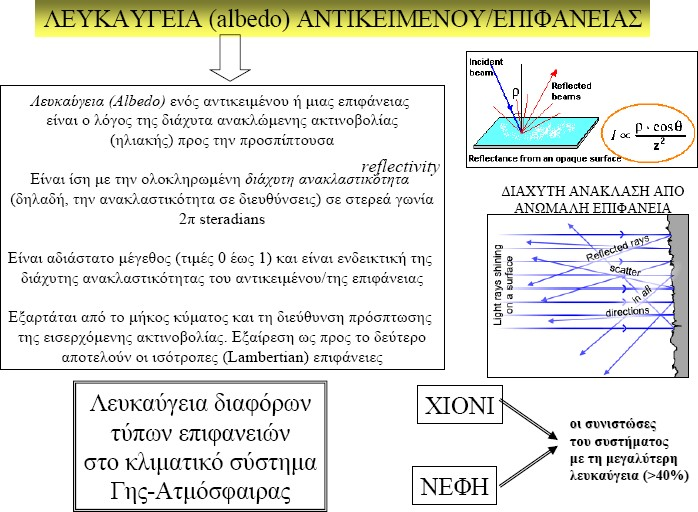 ΛΕΥΚΑΥΓΕΙΑ (albedo) ΑΝΤΙΚΕΙΜΕΝΟΥ/ΕΠΙΦΑΝΕΙΑΣ
Λευκαύγεια (Albedo) ενός αντικειμένου ή μιας επιφάνειας
είναι ο λόγος της διάχυτα ανακλώμενης ακτινοβολίας
(ηλιακής) προς την προσπίπτουσα
reflectivity
Είναι ίση με την ολοκληρωμένη διάχυτη ανακλαστικότητα
(δηλαδή, την ανακλαστικότητα σε διευθύνσεις) σε στερεά γωνία
2π steradians
Είναι αδιάστατο μέγεθος (τιμές 0 έως 1) και είναι ενδεικτική της
διάχυτης ανακλαστικότητας του αντικειμένου/της επιφάνειας
Εξαρτάται από το μήκος κύματος και τη διεύθυνση πρόσπτωσης
της εισερχόμενης ακτινοβολίας. Εξαίρεση ως προς το δεύτερο
αποτελούν οι ισότροπες (Lambertian) επιφάνειες
Incident
beam
ρ
Reflected
beams
I ∝ ρ · cosθ / z²
Reflectance from an opaque surface
ΔΙΑΧΥΤΗ ΑΝΑΚΛΑΣΗ ΑΠΟ
ΑΝΩΜΑΛΗ ΕΠΙΦΑΝΕΙΑ
Light rays shining
on a surface
Reflected rays
scatter
in all
directions
Λευκαύγεια διαφόρων
τύπων επιφανειών
στο κλιματικό σύστημα
Γης-Ατμόσφαιρας
ΧΙΟΝΙ
ΝΕΦΗ
οι συνιστώσες
του συστήματος
με τη μεγαλύτερη
λευκαύγεια (>40%)